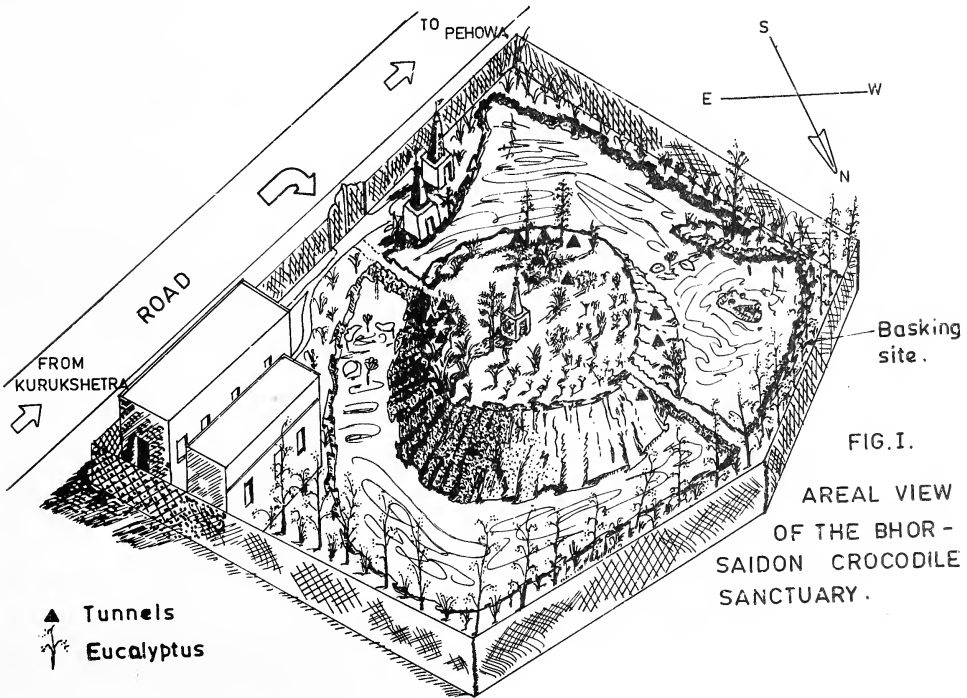 TO PEHOWA
S
E
W
N
ROAD
FROM
KURUKSHETRA
Basking
site.
FIG.I.
AREAL VIEW
OF THE BHOR-
SAIDON CROCODILE
SANCTUARY.
Tunnels
Eucalyptus